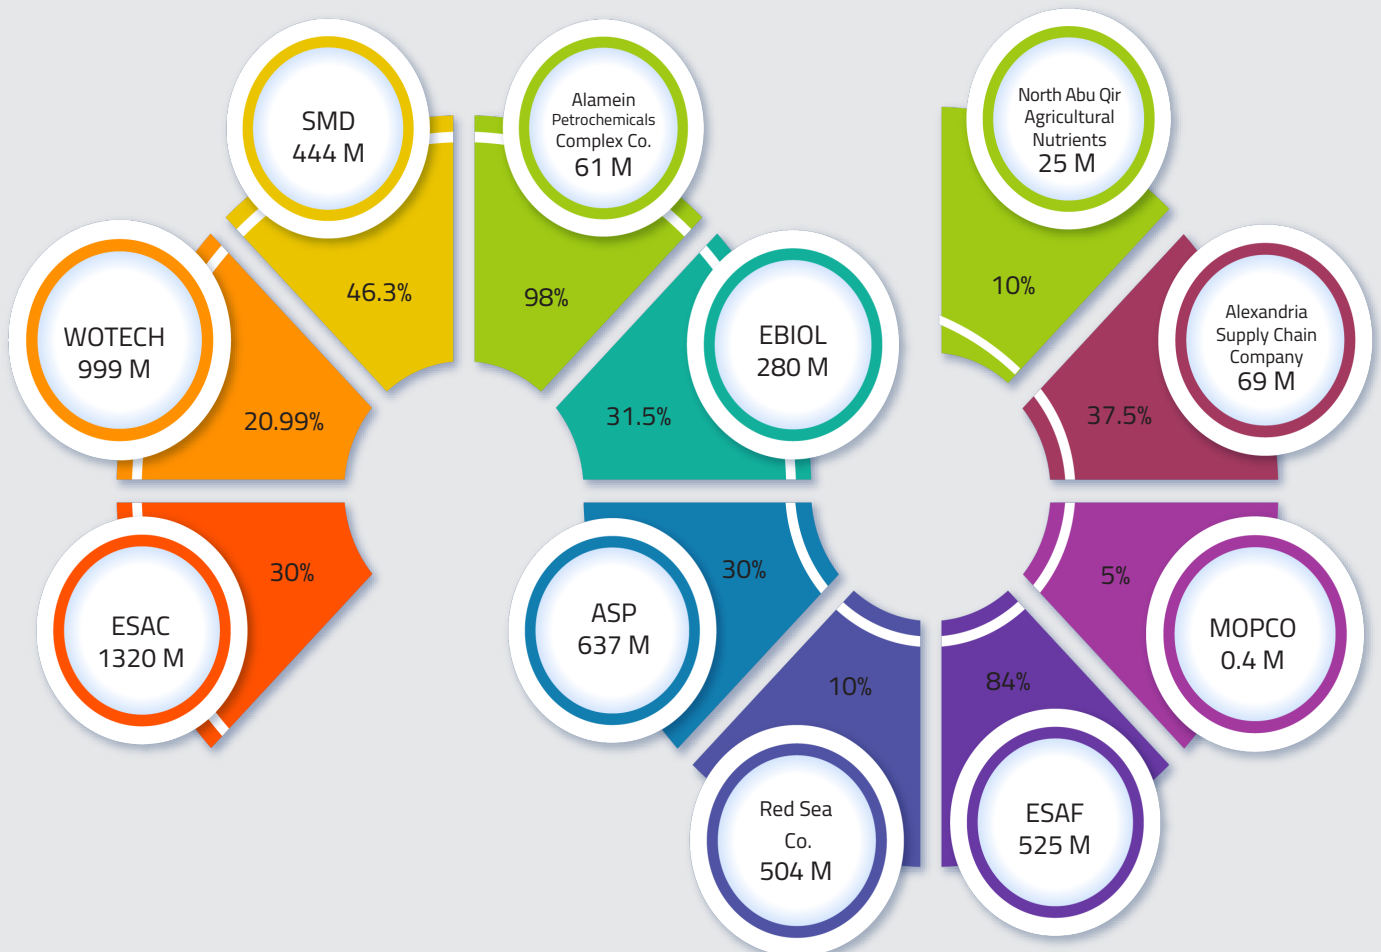 SMD
444 M
46.3%
Alamein
Petrochemicals
Complex Co.
61 M
98%
North Abu Qir
Agricultural
Nutrients
25 M
10%
WOTECH
999 M
20.99%
EBIOL
280 M
31.5%
Alexandria
Supply Chain
Company
69 M
37.5%
ESAC
1320 M
30%
ASP
637 M
30%
MOPCO
0.4 M
5%
Red Sea
Co.
504 M
10%
ESAF
525 M
84%